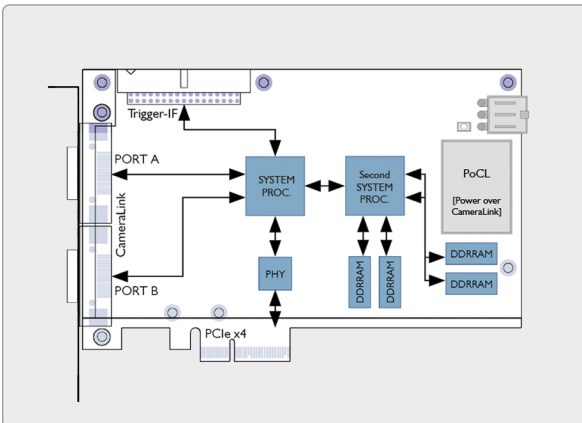 Trigger-IF
PORT A
CameraLink
PORT B
SYSTEM
PROC.
Second
SYSTEM
PROC.
PoCL
[Power over
CameraLink]
PHY
DDRRAM
DDRRAM
DDRRAM
DDRRAM
PCIe x4